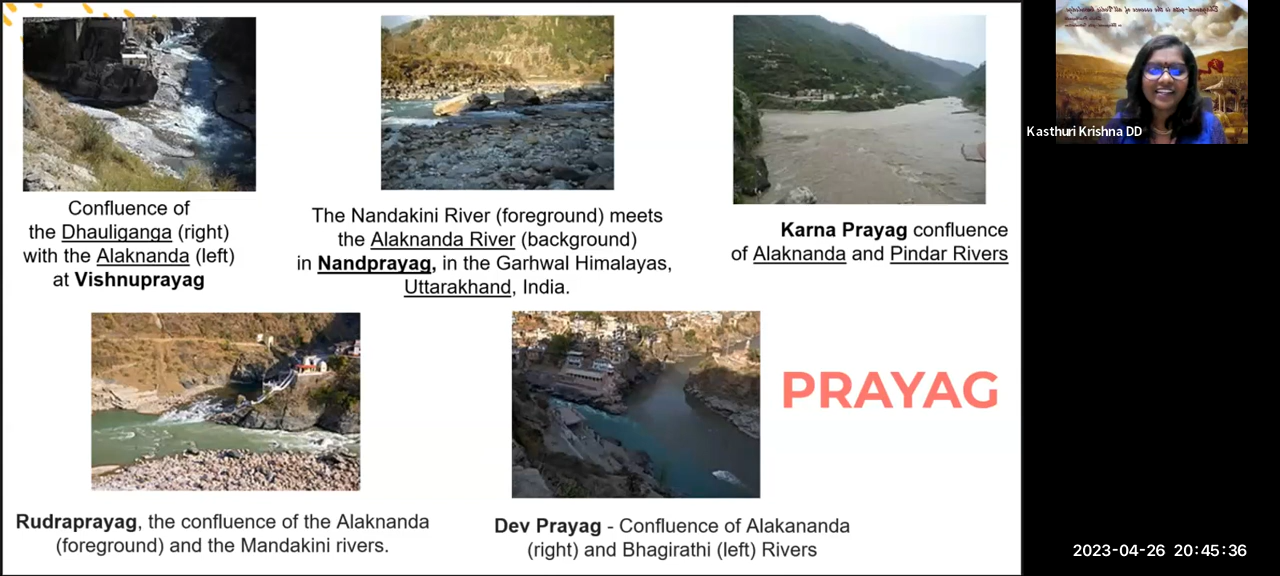 Confluence of
the Dhauliganga (right)
with the Alaknanda (left)
at Vishnuprayag
The Nandakini River (foreground) meets
the Alaknanda River (background)
in Nandprayag, in the Garhwal Himalayas,
Uttarakhand, India.
Karna Prayag confluence
of Alaknanda and Pindar Rivers
Rudraprayag, the confluence of the Alaknanda
(foreground) and the Mandakini rivers.
Dev Prayag - Confluence of Alakananda
(right) and Bhagirathi (left) Rivers
PRAYAG
Kasthuri Krishna DD
2023-04-26 20:45:36